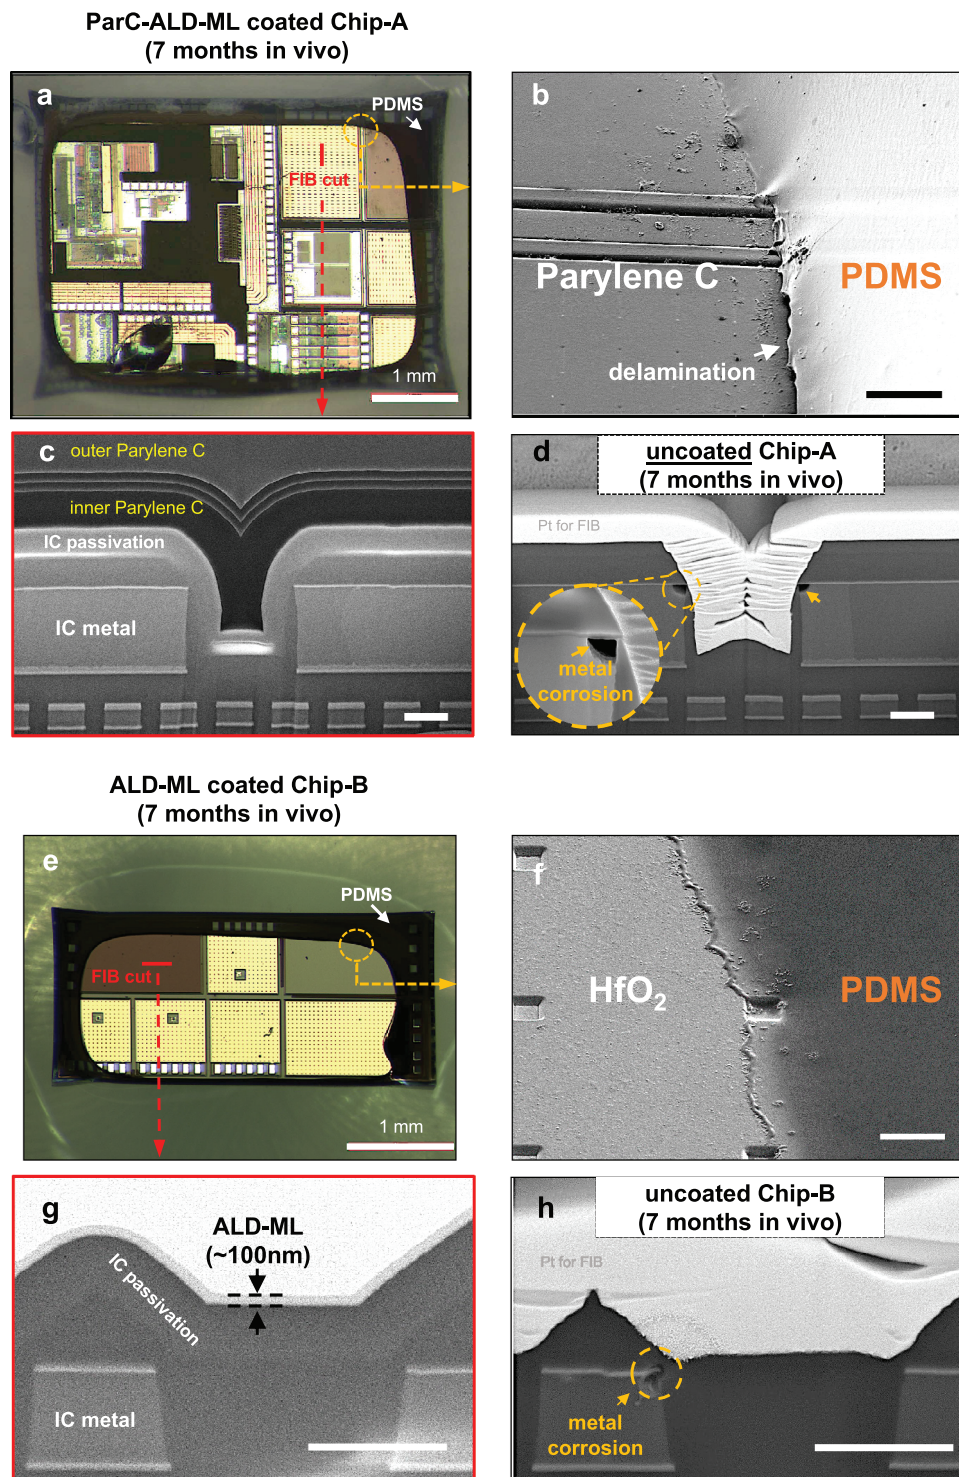 ParC-ALD-ML coated Chip-A
(7 months in vivo)
a
PDMS
FIB cut
1 mm
b
Parylene C
PDMS
delamination
c
outer Parylene C
inner Parylene C
IC passivation
IC metal
d
uncoated Chip-A
(7 months in vivo)
Pt for FIB
metal
corrosion
ALD-ML coated Chip-B
(7 months in vivo)
e
PDMS
FIB cut
1 mm
f
HfO₂
PDMS
g
ALD-ML
(~100nm)
IC passivation
IC metal
h
uncoated Chip-B
(7 months in vivo)
Pt for FIB
metal
corrosion